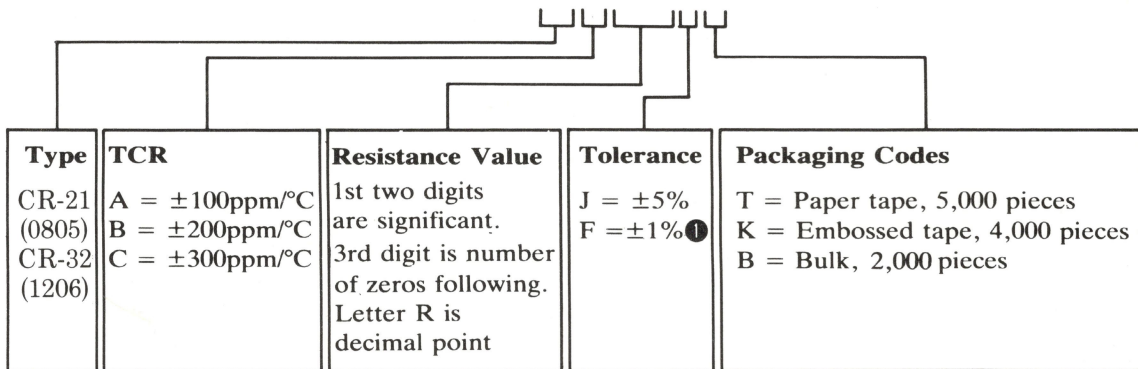 Type
CR-21
(0805)
CR-32
(1206)
TCR
A = ±100ppm/°C
B = ±200ppm/°C
C = ±300ppm/°C
Resistance Value
1st two digits
are significant.
3rd digit is number
of zeros following.
Letter R is
decimal point
Tolerance
J = ±5%
F =±1%❶
Packaging Codes
T = Paper tape, 5,000 pieces
K = Embossed tape, 4,000 pieces
B = Bulk, 2,000 pieces